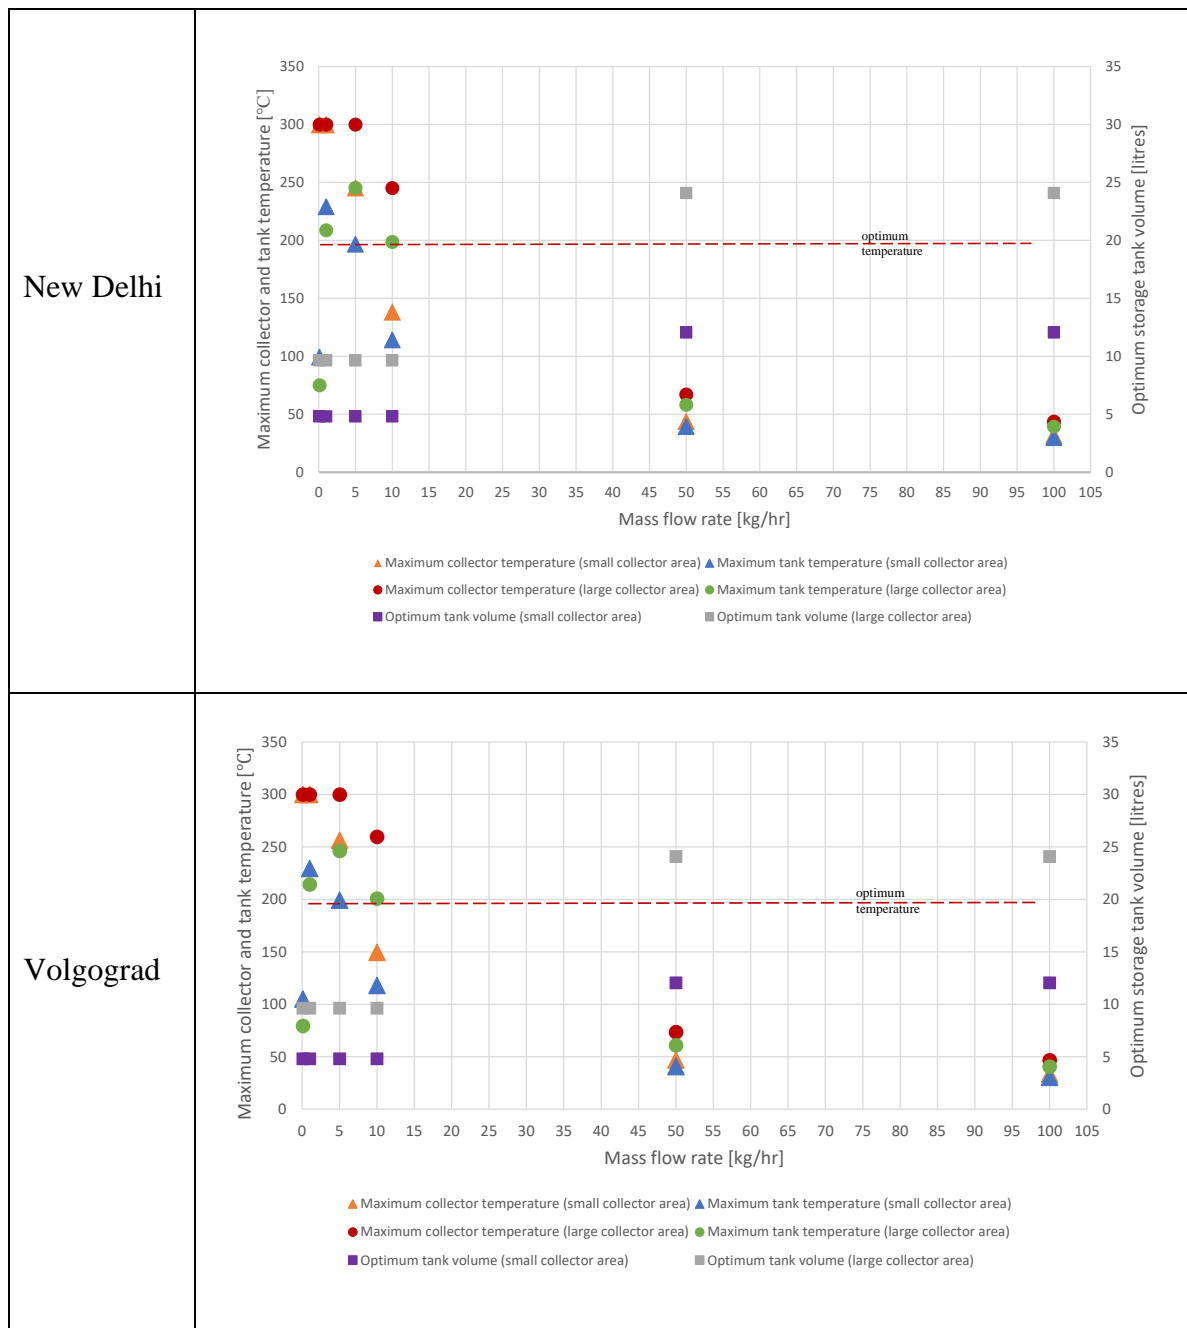 New Delhi
Maximum collector and tank temperature [°C]
350
300
250
200
150
100
50
0
35
30
25
20
15
10
5
0
Optimum storage tank volume [litres]
optimum
temperature
0 5 10 15 20 25 30 35 40 45 50 55 60 65 70 75 80 85 90 95 100 105
Mass flow rate [kg/hr]
Maximum collector temperature (small collector area) Maximum tank temperature (small collector area)
Maximum collector temperature (large collector area) Maximum tank temperature (large collector area)
Optimum tank volume (small collector area) Optimum tank volume (large collector area)
Volgograd
Maximum collector and tank temperature [°C]
350
300
250
200
150
100
50
0
35
30
25
20
15
10
5
0
Optimum storage tank volume [litres]
optimum
temperature
0 5 10 15 20 25 30 35 40 45 50 55 60 65 70 75 80 85 90 95 100 105
Mass flow rate [kg/hr]
Maximum collector temperature (small collector area) Maximum tank temperature (small collector area)
Maximum collector temperature (large collector area) Maximum tank temperature (large collector area)
Optimum tank volume (small collector area) Optimum tank volume (large collector area)